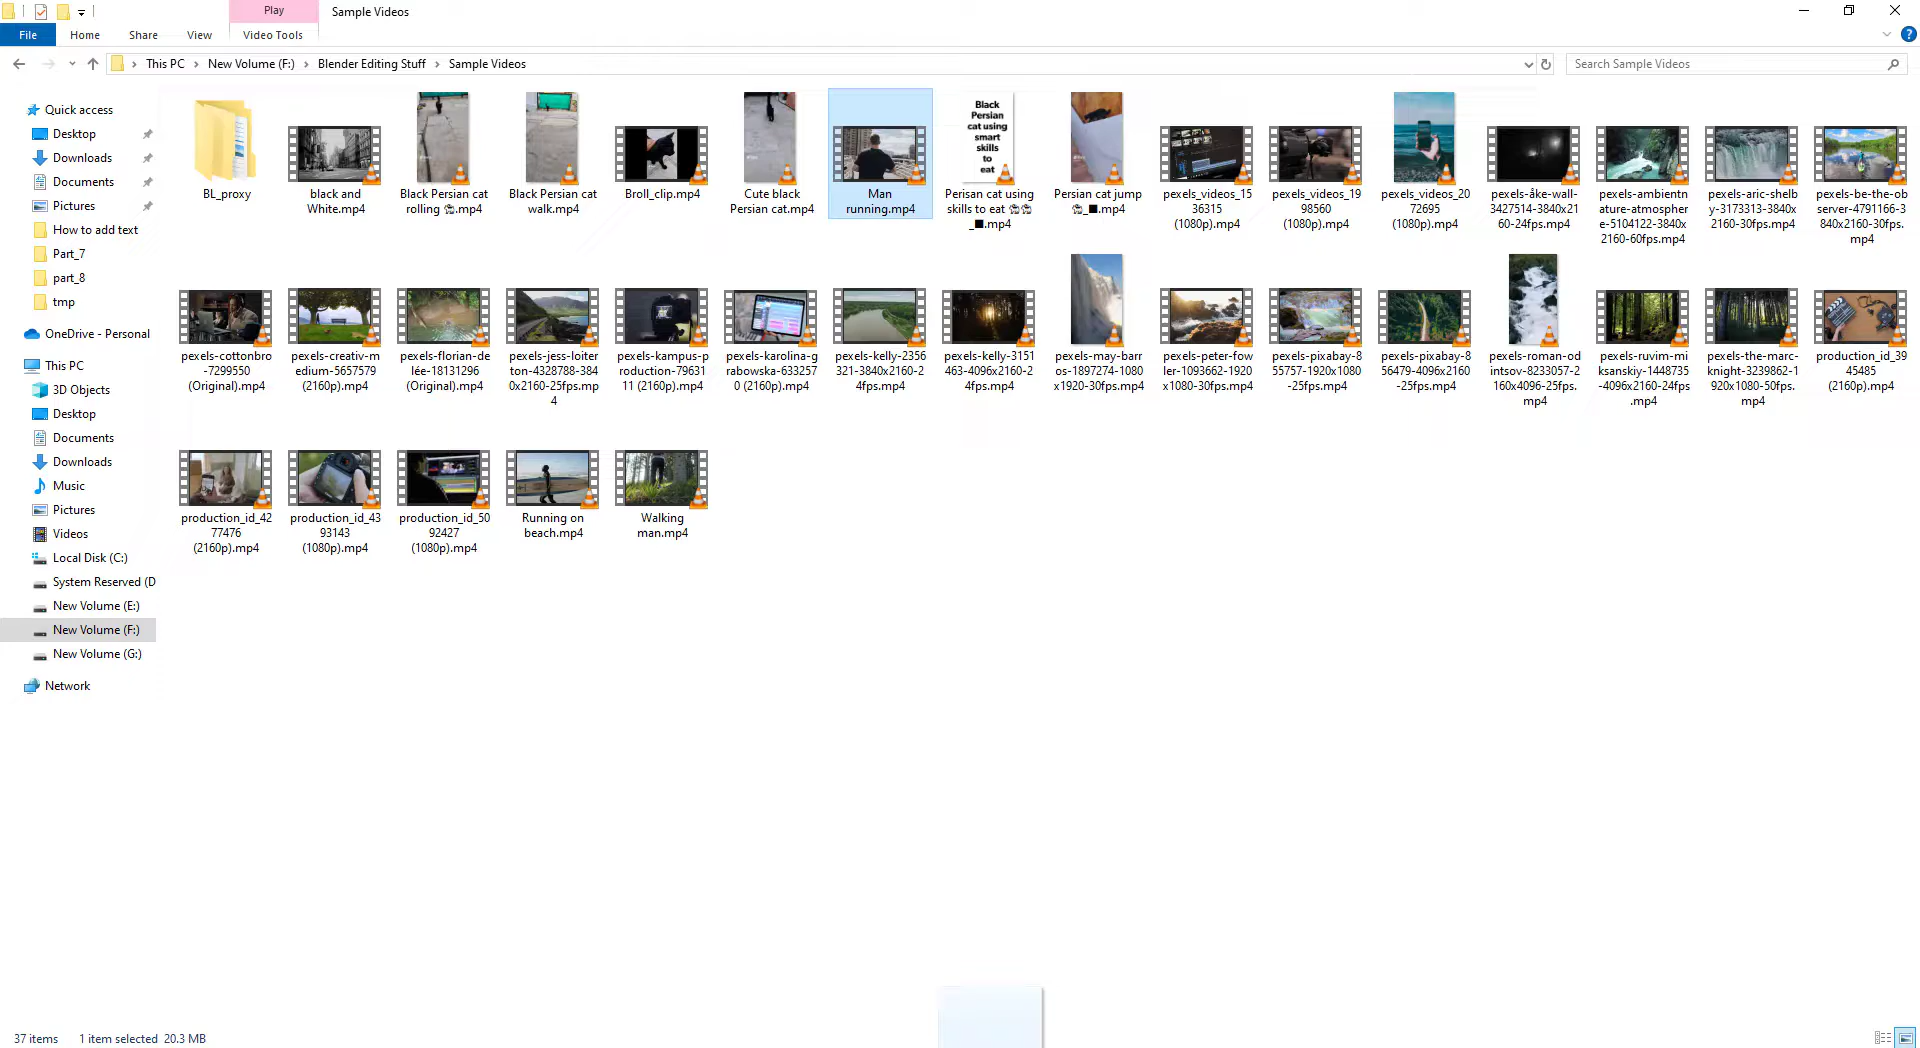 Play
Sample Videos
File
Home
Share
View
Video Tools
This PC
New Volume (F:)
Blender Editing Stuff
Sample Videos
Search Sample Videos
Quick access
Desktop
Downloads
Documents
Pictures
How to add text
Part_7
part_8
tmp
OneDrive - Personal
This PC
3D Objects
Desktop
Documents
Downloads
Music
Pictures
Videos
Local Disk (C:)
System Reserved (D
New Volume (E:)
New Volume (F:)
New Volume (G:)
Network
BL_proxy
black and
White.mp4
Black Persian cat
rolling 🐈.mp4
Black Persian cat
walk.mp4
Broll_clip.mp4
Cute black
Persian cat.mp4
Man
running.mp4
Black
Persian
cat using
smart
skills
to
eat
Perisan cat using
skills to eat 🐈🐈
_■.mp4
Persian cat jump
🐈_■.mp4
pexels_videos_15
36315
(1080p).mp4
pexels_videos_19
98560
(1080p).mp4
pexels_videos_20
72695
(1080p).mp4
pexels-åke-wall-
3427514-3840x21
60-24fps.mp4
pexels-ambientn
ature-atmospher
e-5104122-3840x
2160-60fps.mp4
pexels-aric-shelb
y-3173313-3840x
2160-30fps.mp4
pexels-be-the-ob
server-4791166-3
840x2160-30fps.
mp4
pexels-cottonbro
-7299550
(Original).mp4
pexels-creativ-m
edium-5657579
(2160p).mp4
pexels-florian-de
lée-18131296
(Original).mp4
pexels-jess-loiter
ton-4328788-384
0x2160-25fps.mp
4
pexels-kampus-p
roduction-79631
11 (2160p).mp4
pexels-karolina-g
rabowska-633257
0 (2160p).mp4
pexels-kelly-2356
321-3840x2160-2
4fps.mp4
pexels-kelly-3151
463-4096x2160-2
4fps.mp4
pexels-may-barr
os-1897274-1080
x1920-30fps.mp4
pexels-peter-fow
ler-1093662-1920
x1080-30fps.mp4
pexels-pixabay-8
55757-1920x1080
-25fps.mp4
pexels-pixabay-8
56479-4096x2160
-25fps.mp4
pexels-roman-od
intsov-8233057-2
160x4096-25fps.
mp4
pexels-ruvim-mi
ksanskiy-1448735
-4096x2160-24fps
.mp4
pexels-the-marc-
knight-3239862-1
920x1080-50fps.
mp4
production_id_39
45485
(2160p).mp4
production_id_42
77476
(2160p).mp4
production_id_43
93143
(1080p).mp4
production_id_50
92427
(1080p).mp4
Running on
beach.mp4
Walking
man.mp4
37 items
1 item selected 20.3 MB